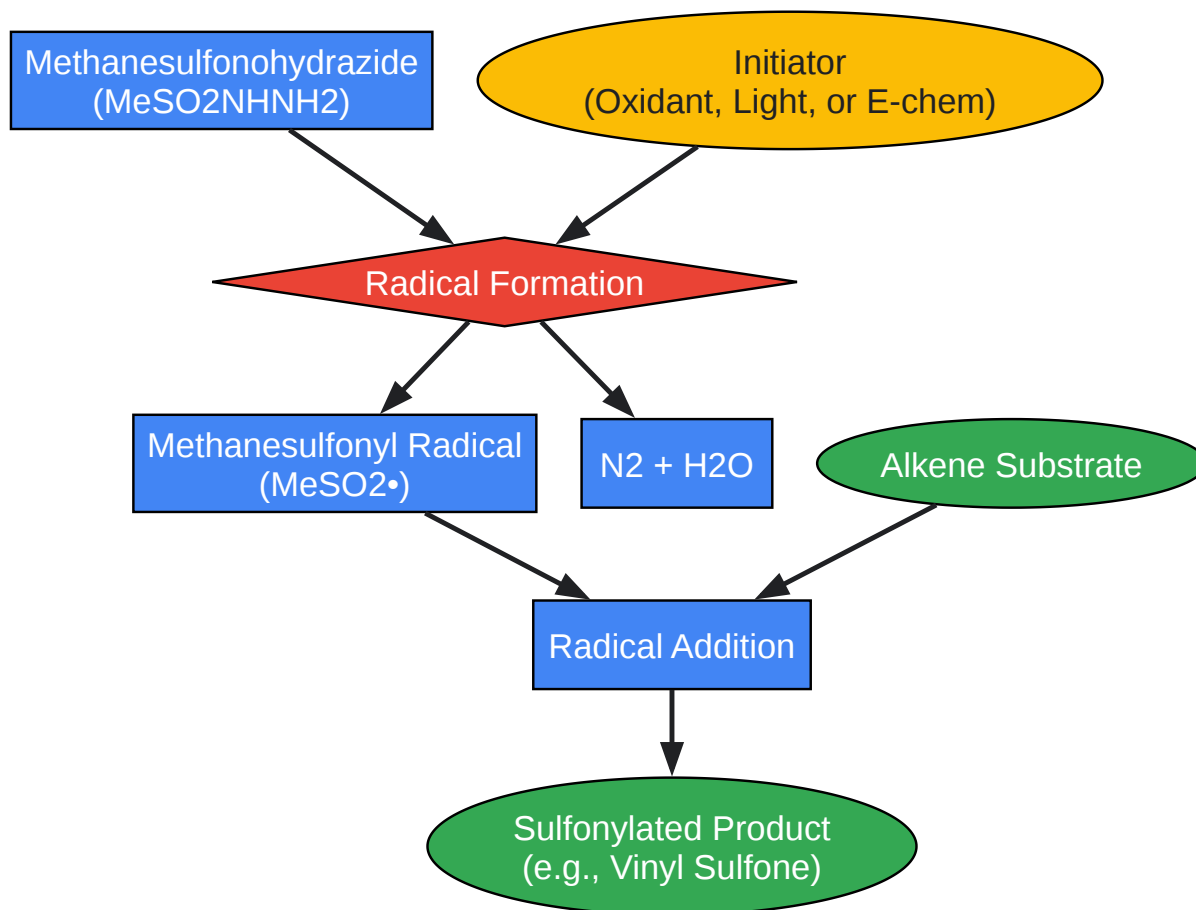 Methanesulfonohydrazide
(MeSO2NHNH2)
Initiator
(Oxidant, Light, or E-chem)
Radical Formation
Methanesulfonyl Radical
(MeSO2•)
N2 + H2O
Alkene Substrate
Radical Addition
Sulfonylated Product
(e.g., Vinyl Sulfone)